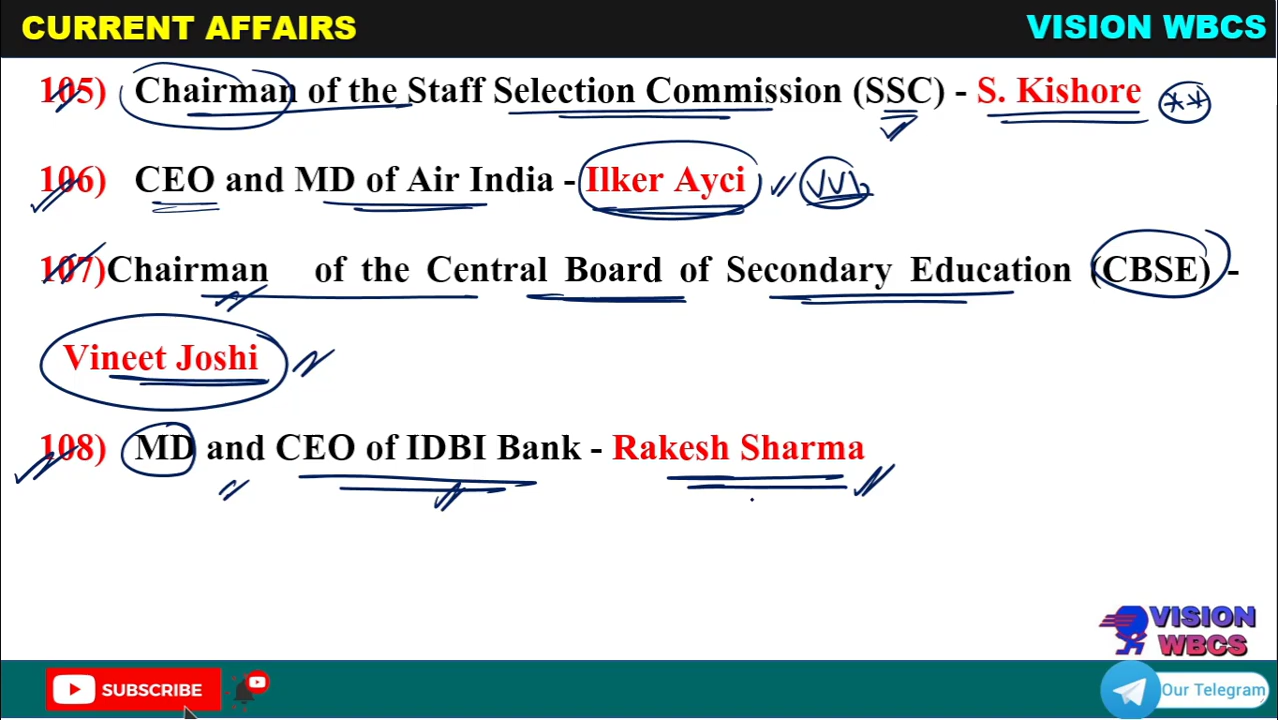 CURRENT AFFAIRS
VISION WBCS
105) Chairman of the Staff Selection Commission (SSC) - S. Kishore
106) CEO and MD of Air India - Ilker Ayci
107)Chairman of the Central Board of Secondary Education (CBSE) -
Vineet Joshi
108) MD and CEO of IDBI Bank - Rakesh Sharma
VISION
WBCS
SUBSCRIBE
Our Telegram